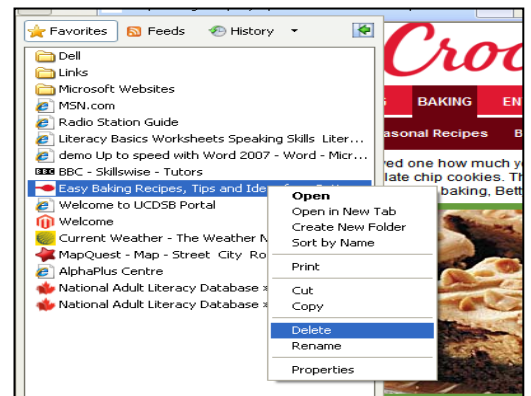 Favorites Feeds History
Dell
Links
Microsoft Websites
MSN.com
Radio Station Guide
Literacy Basics Worksheets Speaking Skills Liter...
demo Up to speed with Word 2007 - Word - Micr...
BBC BBC - Skillswise - Tutors
Easy Baking Recipes, Tips and
Welcome to UCDSB Portal
Welcome
Current Weather - The Weather
MapQuest - Map - Street City Ro
AlphaPlus Centre
National Adult Literacy Database »
National Adult Literacy Database »
Open
Open in New Tab
Create New Folder
Sort by Name
Print
Cut
Copy
Delete
Rename
Properties
Croc
BAKING EN
asonal Recipes B
ved one how much y
late chip cookies. Th
baking, Bett